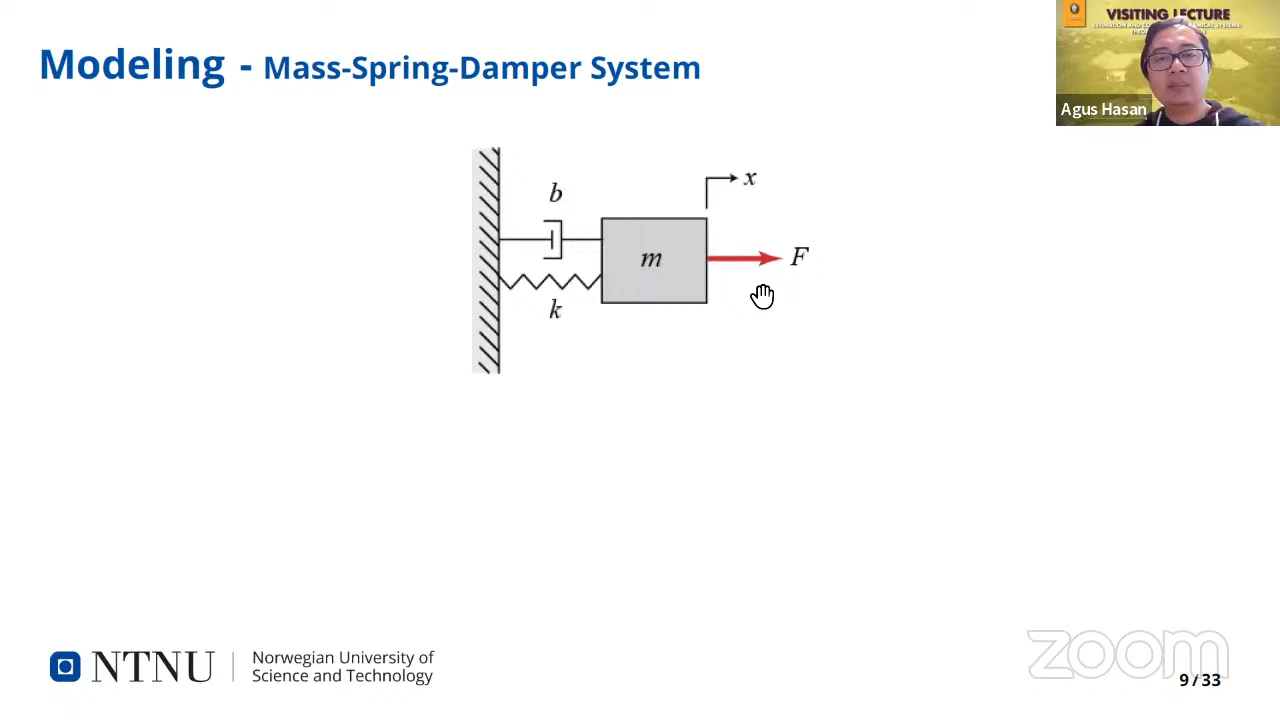 Modeling - Mass-Spring-Damper System
VISITING LECTURE
Agus Hasan
x
b
m
F
k
NTNU
Norwegian University of
Science and Technology
zoom
9 / 33